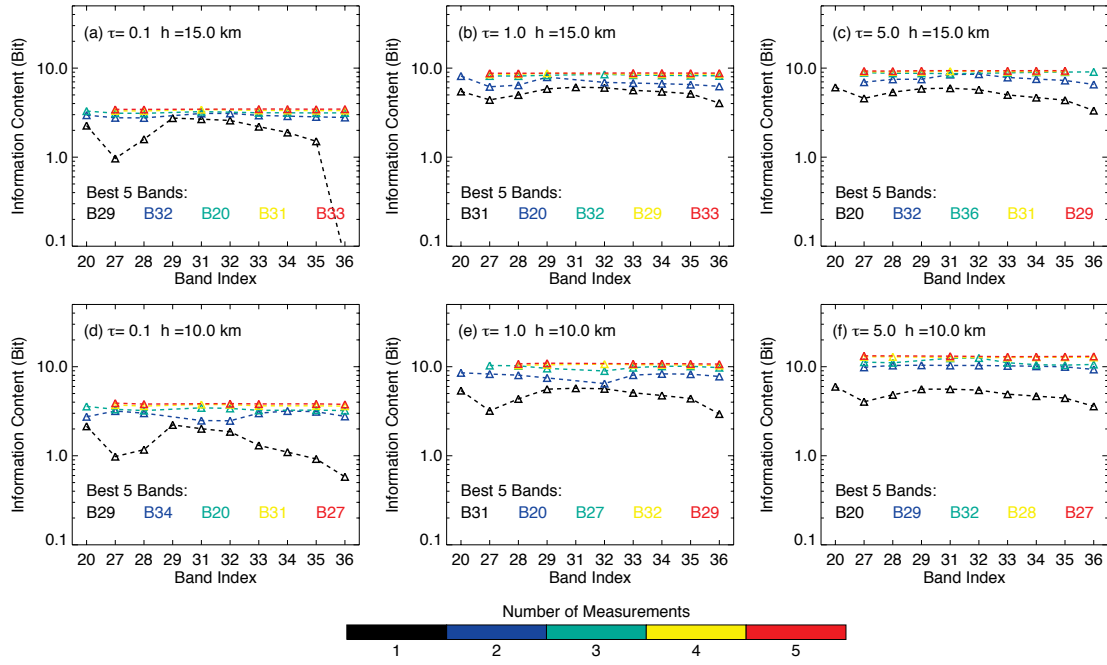 (a) τ= 0.1 h =15.0 km
Information Content (Bit)
10.0
1.0
0.1
Best 5 Bands:
B29 B32 B20 B31 B33
20 27 28 29 31 32 33 34 35 36
Band Index
(b) τ= 1.0 h =15.0 km
Information Content (Bit)
10.0
1.0
0.1
Best 5 Bands:
B31 B20 B32 B29 B33
20 27 28 29 31 32 33 34 35 36
Band Index
(c) τ= 5.0 h =15.0 km
Information Content (Bit)
10.0
1.0
0.1
Best 5 Bands:
B20 B32 B36 B31 B29
20 27 28 29 31 32 33 34 35 36
Band Index
(d) τ= 0.1 h =10.0 km
Information Content (Bit)
10.0
1.0
0.1
Best 5 Bands:
B29 B34 B20 B31 B27
20 27 28 29 31 32 33 34 35 36
Band Index
(e) τ= 1.0 h =10.0 km
Information Content (Bit)
10.0
1.0
0.1
Best 5 Bands:
B31 B20 B27 B32 B29
20 27 28 29 31 32 33 34 35 36
Band Index
(f) τ= 5.0 h =10.0 km
Information Content (Bit)
10.0
1.0
0.1
Best 5 Bands:
B20 B29 B32 B28 B27
20 27 28 29 31 32 33 34 35 36
Band Index
Number of Measurements
1 2 3 4 5